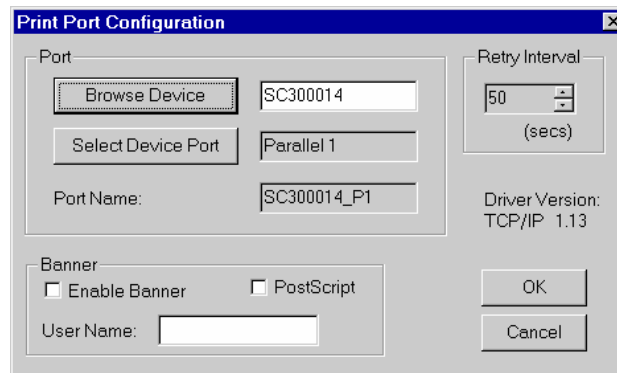 Print Port Configuration
Port
Browse Device SC300014
Select Device Port Parallel 1
Port Name: SC300014_P1
Retry Interval
50
(secs)
Driver Version:
TCP/IP 1.13
Banner
Enable Banner PostScript
User Name:
OK
Cancel